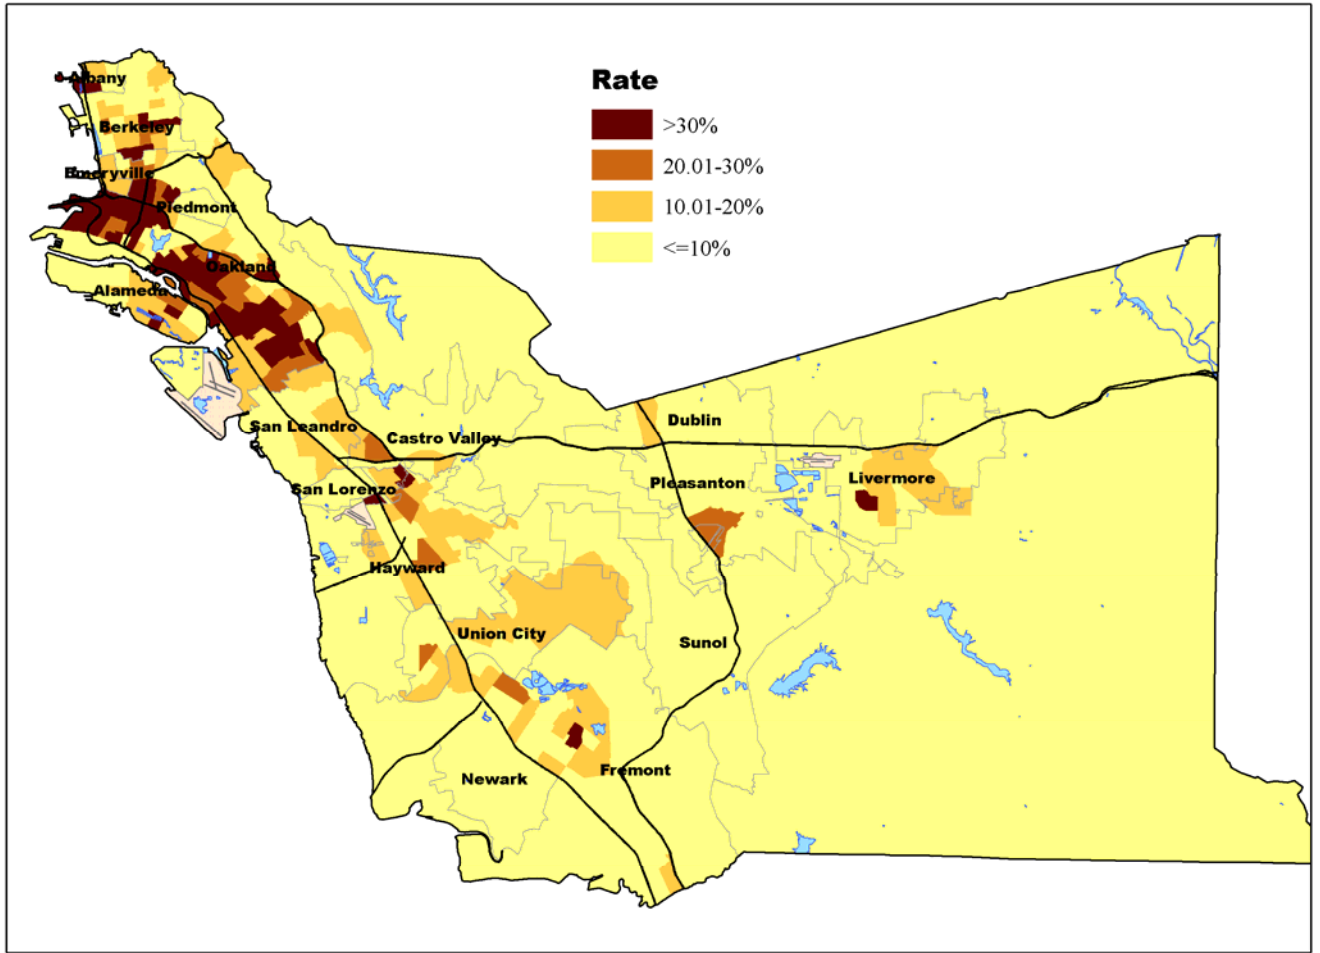 Rate
>30%
20.01-30%
10.01-20%
<=10%
Albany
Berkeley
Emeryville
Piedmont
Oakland
Alameda
San Leandro
Castro Valley
Dublin
San Lorenzo
Pleasanton
Livermore
Hayward
Union City
Sunol
Fremont
Newark